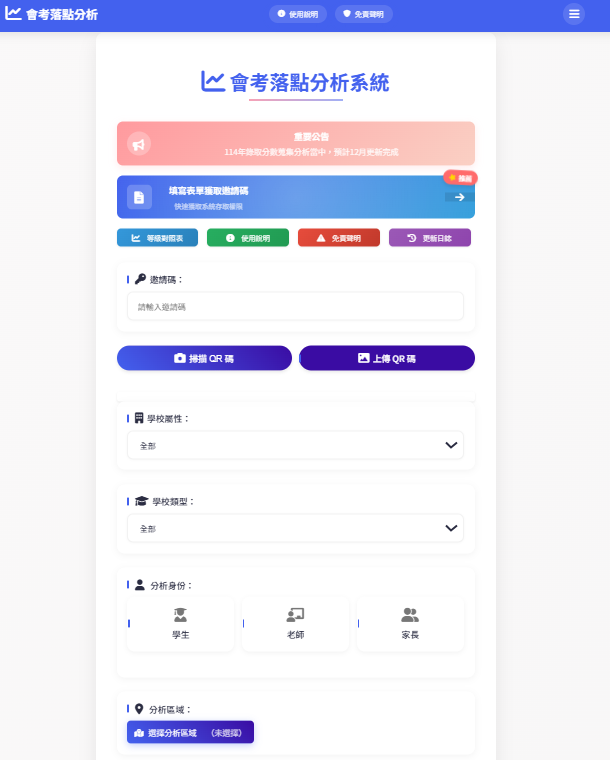 會考落點分析
使用說明
免責聲明
會考落點分析系統
重要公告
114年錄取分數蒐集分析當中，預計12月更新完成
推薦
填寫表單獲取邀請碼
快速獲取系統存取權限
等級對照表
使用說明
免責聲明
更新日誌
邀請碼：
請輸入邀請碼
掃描 QR 碼
上傳 QR 碼
學校屬性：
全部
學校類型：
全部
分析身份：
學生
老師
家長
分析區域：
選擇分析區域 （未選擇）